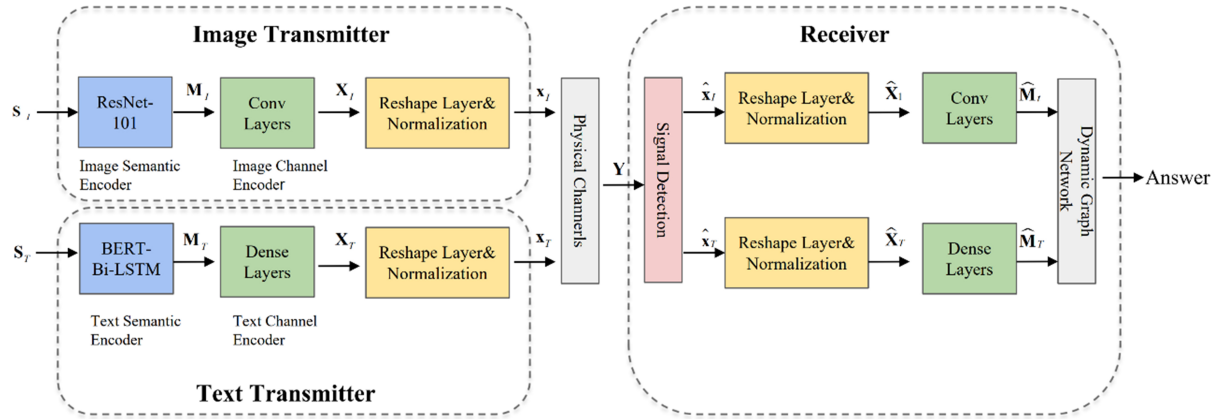 Image Transmitter
Receiver
S_I
ResNet-
101
M_I
Conv
Layers
X_I
Reshape Layer&
Normalization
x_I
Image Semantic
Encoder
Image Channel
Encoder
Physical Channerls
Y
Signal Detection
x̂_I
Reshape Layer&
Normalization
X̂_1
Conv
Layers
M̂_I
Dynamic Graph
Network
Answer
S_T
BERT-
Bi-LSTM
M_T
Dense
Layers
X_T
Reshape Layer&
Normalization
x_T
Text Semantic
Encoder
Text Channel
Encoder
x̂_T
Reshape Layer&
Normalization
X̂_T
Dense
Layers
M̂_T
Text Transmitter